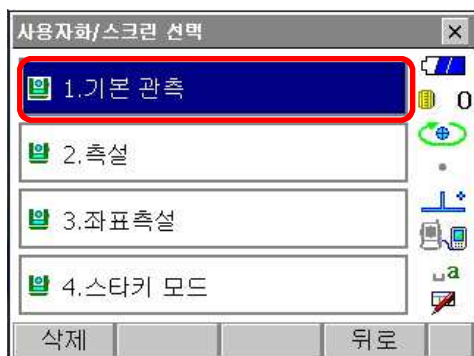 사용자화/스크린 선택
1.기본 관측
0
2.측설
3.좌표측설
a
4.스타키 모드
삭제 뒤로